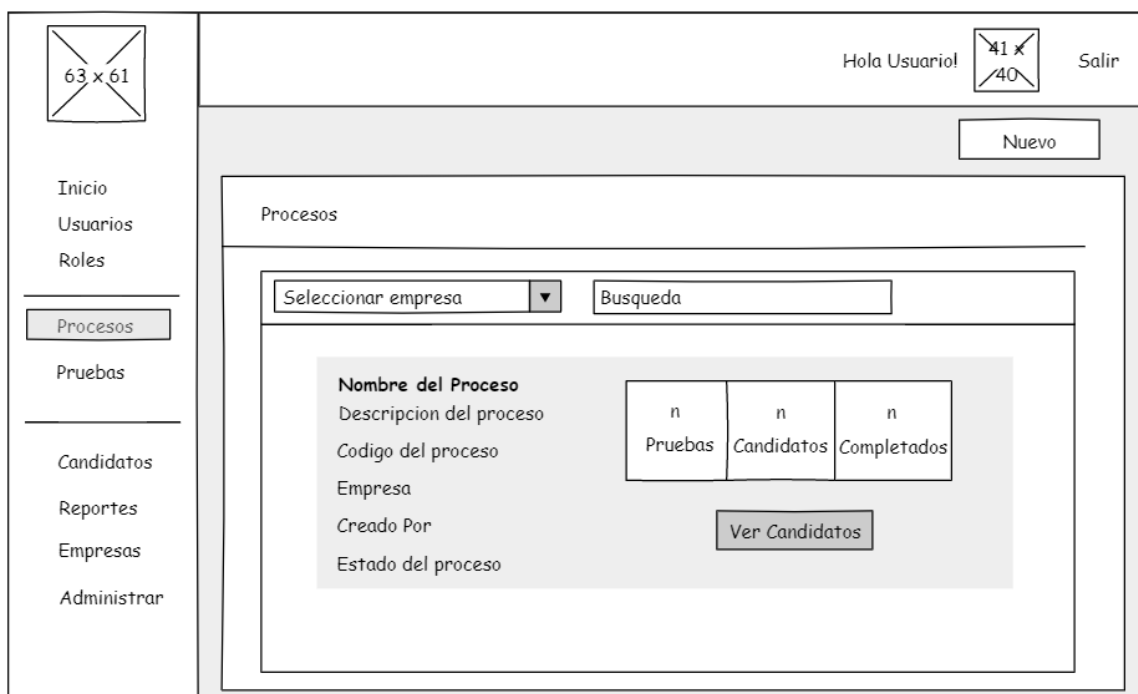 63 x 61
Hola Usuario!
41 x
40
Salir
Nuevo
Inicio
Usuarios
Roles
Procesos
Pruebas
Candidatos
Reportes
Empresas
Administrar
Procesos
Seleccionar empresa
Busqueda
Nombre del Proceso
Descripcion del proceso
Codigo del proceso
Empresa
Creado Por
Estado del proceso
n
Pruebas
n
Candidatos
n
Completados
Ver Candidatos